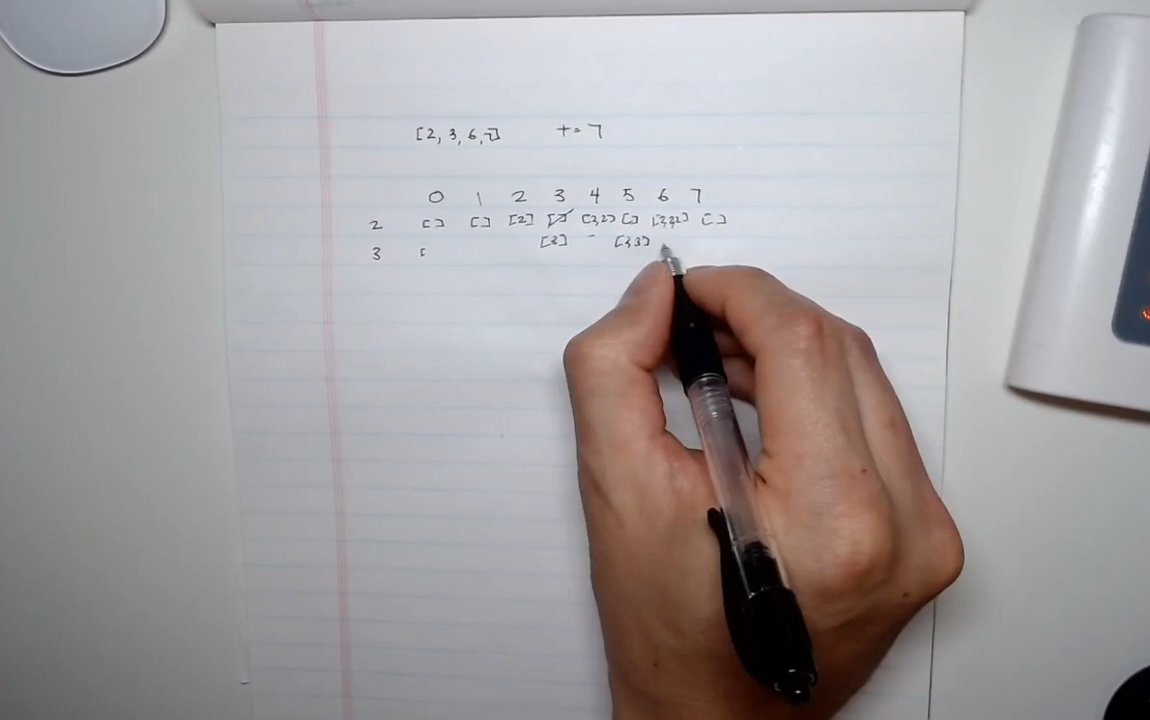 [2, 3, 6, 7] t = 7
0 1 2 3 4 5 6 7
2 [] [] [2] [] [2,2] [] [2,2,2] []
[3] - [2,3]
3 [